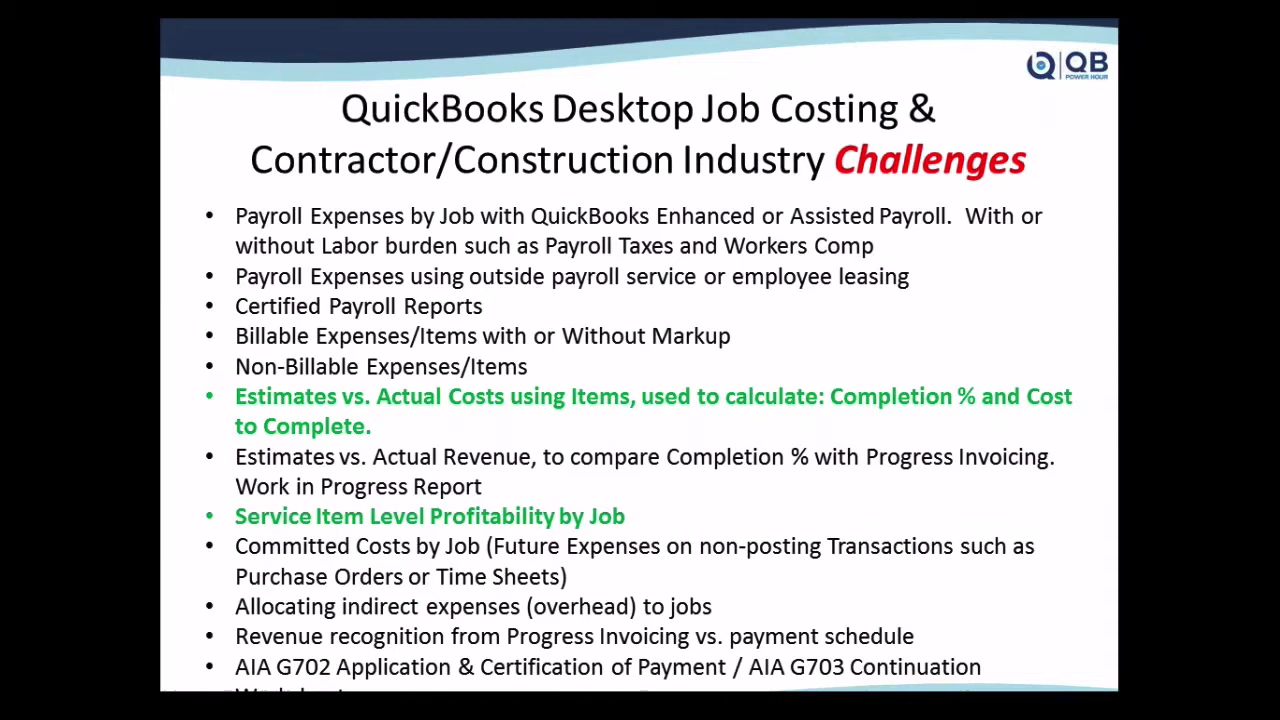 QB
POWER HOUR
QuickBooks Desktop Job Costing &
Contractor/Construction Industry Challenges
• Payroll Expenses by Job with QuickBooks Enhanced or Assisted Payroll.  With or
without Labor burden such as Payroll Taxes and Workers Comp
• Payroll Expenses using outside payroll service or employee leasing
• Certified Payroll Reports
• Billable Expenses/Items with or Without Markup
• Non-Billable Expenses/Items
• Estimates vs. Actual Costs using Items, used to calculate: Completion % and Cost
to Complete.
• Estimates vs. Actual Revenue, to compare Completion % with Progress Invoicing.
Work in Progress Report
• Service Item Level Profitability by Job
• Committed Costs by Job (Future Expenses on non-posting Transactions such as
Purchase Orders or Time Sheets)
• Allocating indirect expenses (overhead) to jobs
• Revenue recognition from Progress Invoicing vs. payment schedule
• AIA G702 Application & Certification of Payment / AIA G703 Continuation